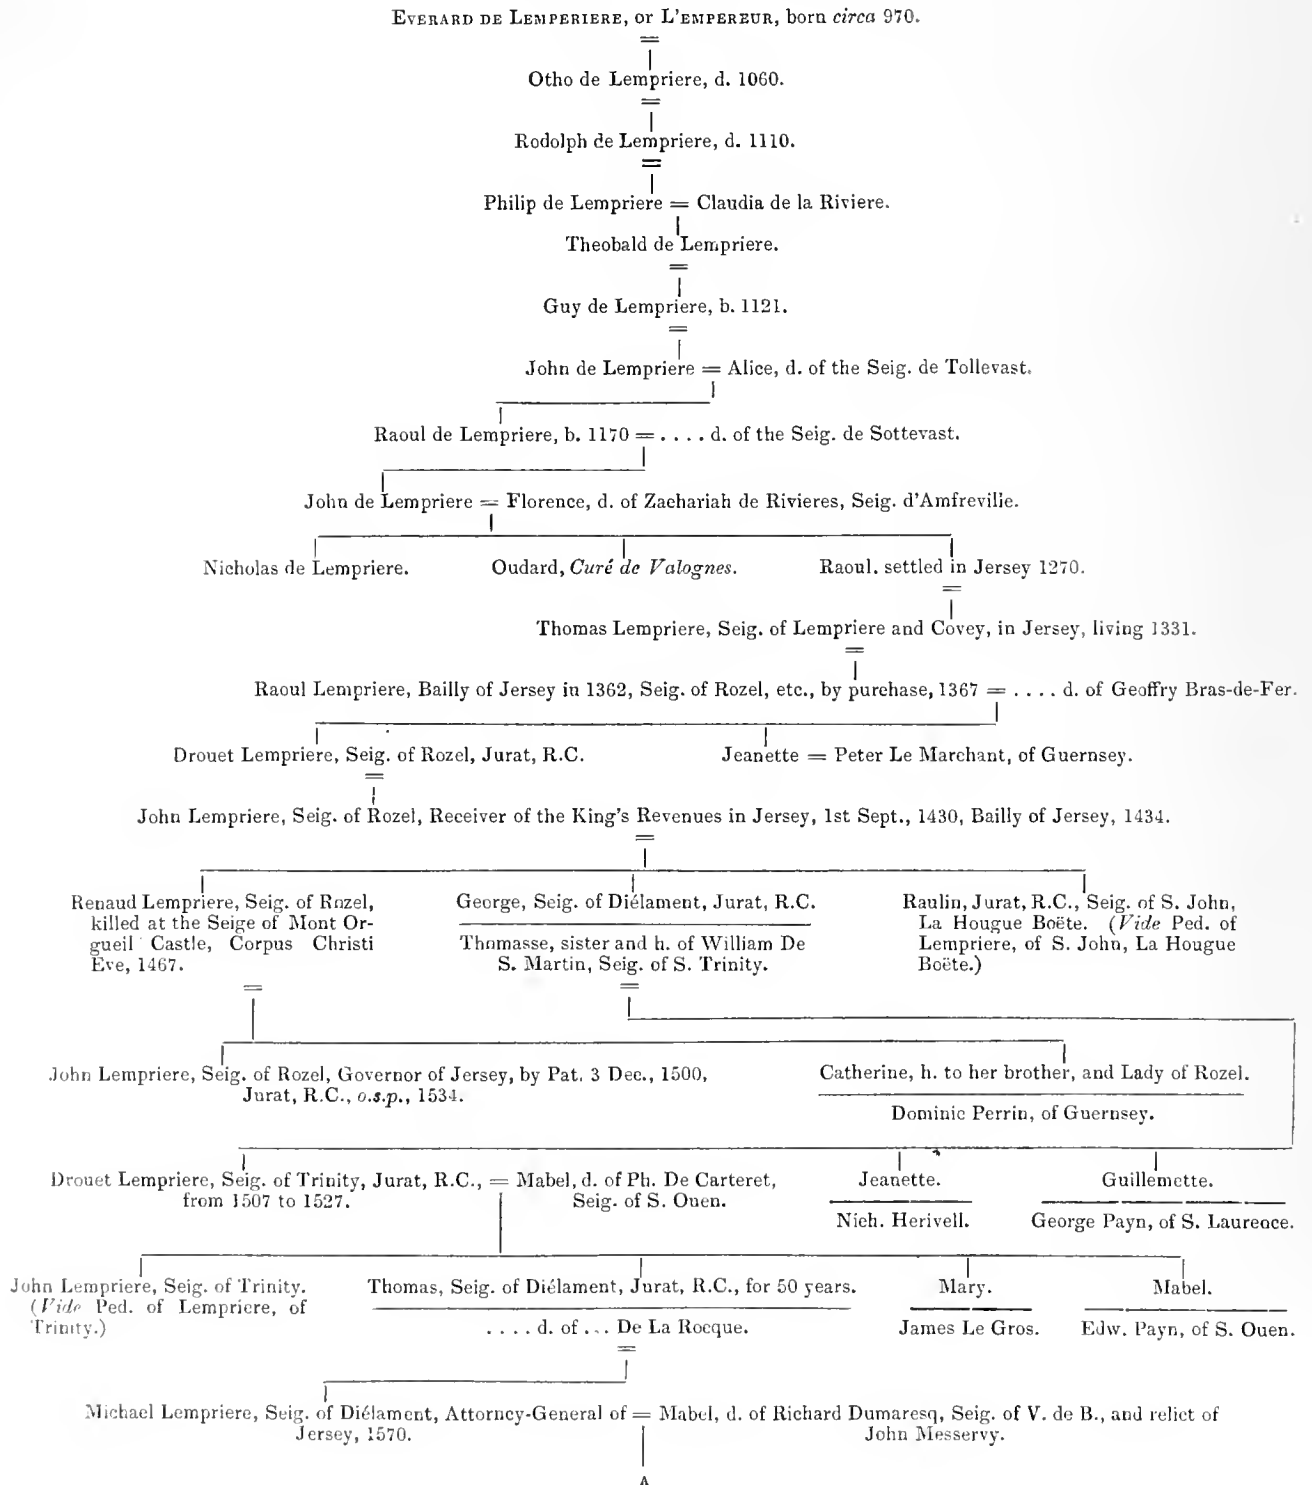 EVERARD DE LEMPERIERE, or L'EMPEREUR, born circa 970.
=
Otho de Lempriere, d. 1060.
=
Rodolph de Lempriere, d. 1110.
=
Philip de Lempriere = Claudia de la Riviere.
Theobald de Lempriere.
=
Guy de Lempriere, b. 1121.
=
John de Lempriere = Alice, d. of the Seig. de Tollevast.
Raoul de Lempriere, b. 1170 = .... d. of the Seig. de Sottevast.
John de Lempriere = Florence, d. of Zachariah de Rivieres, Seig. d'Amfreville.
Nicholas de Lempriere. Oudard, Curé de Valognes. Raoul. settled in Jersey 1270.
=
Thomas Lempriere, Seig. of Lempriere and Covey, in Jersey, living 1331.
=
Raoul Lempriere, Bailly of Jersey in 1362, Seig. of Rozel, etc., by purchase, 1367 = .... d. of Geoffry Bras-de-Fer.
Drouet Lempriere, Seig. of Rozel, Jurat, R.C. Jeanette = Peter Le Marchant, of Guernsey.
=
John Lempriere, Seig. of Rozel, Receiver of the King's Revenues in Jersey, 1st Sept., 1430, Bailly of Jersey, 1434.
=
Renaud Lempriere, Seig. of Rozel,
killed at the Seige of Mont Or-
gueil Castle, Corpus Christi
Eve, 1467.
=
George, Seig. of Diélament, Jurat, R.C.
Thomasse, sister and h. of William De
S. Martin, Seig. of S. Trinity.
=
Raulin, Jurat, R.C., Seig. of S. John,
La Hougue Boëte. (Vide Ped. of
Lempriere, of S. John, La Hougue
Boëte.)
John Lempriere, Seig. of Rozel, Governor of Jersey, by Pat. 3 Dec., 1500,
Jurat, R.C., o.s.p., 1534.
Catherine, h. to her brother, and Lady of Rozel.
Dominic Perrin, of Guernsey.
Drouet Lempriere, Seig. of Trinity, Jurat, R.C., = Mabel, d. of Ph. De Carteret,
from 1507 to 1527. Seig. of S. Ouen.
Jeanette.
Nich. Herivell.
Guillemette.
George Payn, of S. Laurence.
John Lempriere, Seig. of Trinity.
(Vide Ped. of Lempriere, of
Trinity.)
Thomas, Seig. of Diélament, Jurat, R.C., for 50 years.
.... d. of ... De La Rocque.
=
Mary.
James Le Gros.
Mabel.
Edw. Payn, of S. Ouen.
Michael Lempriere, Seig. of Diélament, Attorney-General of = Mabel, d. of Richard Dumaresq, Seig. of V. de B., and relict of
Jersey, 1570. John Messervy.
A